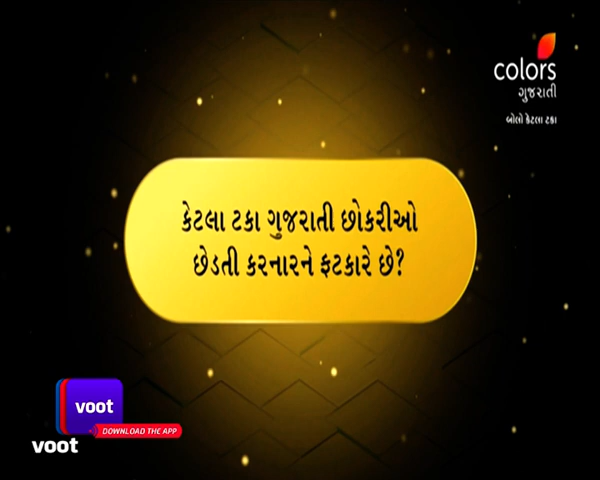 colors
ગુજરાતી
બોલો કેટલા ટકા
કેટલા ટકા ગુજરાતી છોકરીઓ
છેડતી કરનારને ફટકારે છે?
voot
DOWNLOAD THE APP
voot